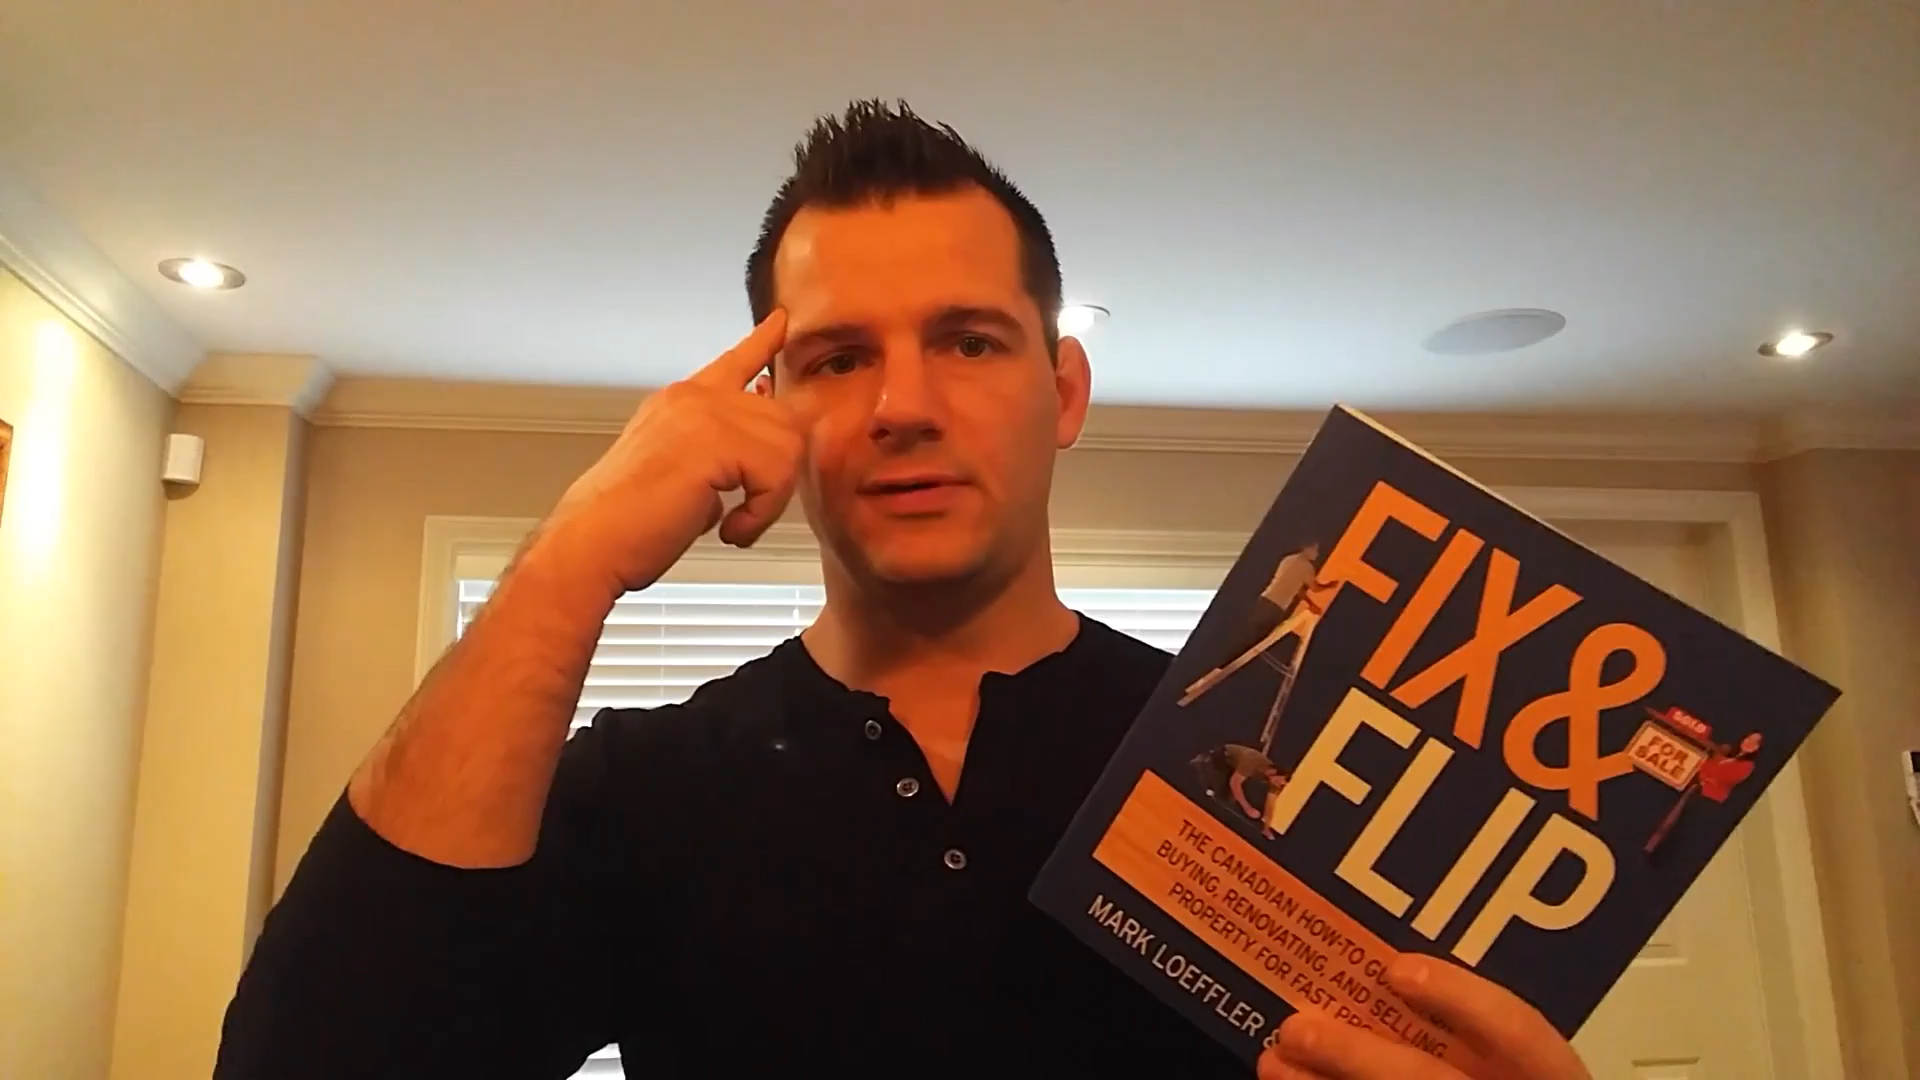 FIX &
FLIP
SOLD
FOR
SALE
THE CANADIAN HOW-TO
BUYING, RENOVATING, AND SELLING
PROPERTY FOR FAST
MARK LOEFFLER &